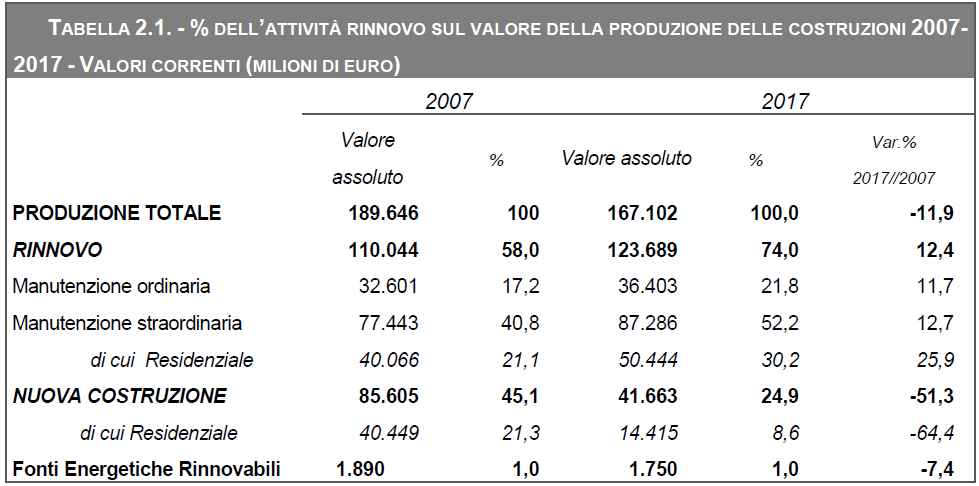 TABELLA 2.1. - % DELL'ATTIVITÀ RINNOVO SUL VALORE DELLA PRODUZIONE DELLE COSTRUZIONI 2007-
2017 - VALORI CORRENTI (MILIONI DI EURO)
2007 2017
Valore assoluto % Valore assoluto % Var.% 2017//2007
PRODUZIONE TOTALE 189.646 100 167.102 100,0 -11,9
RINNOVO 110.044 58,0 123.689 74,0 12,4
Manutenzione ordinaria 32.601 17,2 36.403 21,8 11,7
Manutenzione straordinaria 77.443 40,8 87.286 52,2 12,7
di cui Residenziale 40.066 21,1 50.444 30,2 25,9
NUOVA COSTRUZIONE 85.605 45,1 41.663 24,9 -51,3
di cui Residenziale 40.449 21,3 14.415 8,6 -64,4
Fonti Energetiche Rinnovabili 1.890 1,0 1.750 1,0 -7,4